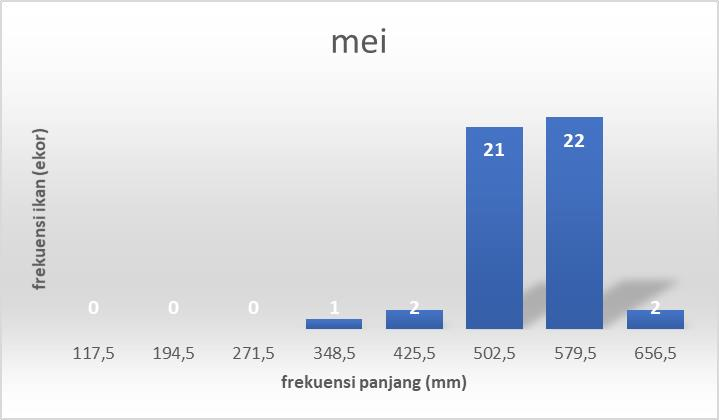 mei
frekuensi ikan (ekor)
0 0 0 1 2 21 22 2
117,5 194,5 271,5 348,5 425,5 502,5 579,5 656,5
frekuensi panjang (mm)